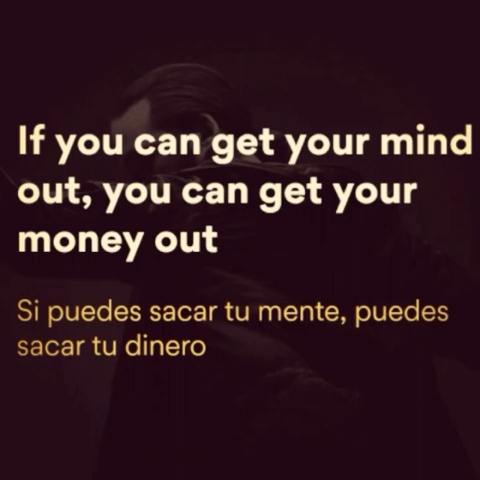 If you can get your mind
out, you can get your
money out
Si puedes sacar tu mente, puedes
sacar tu dinero